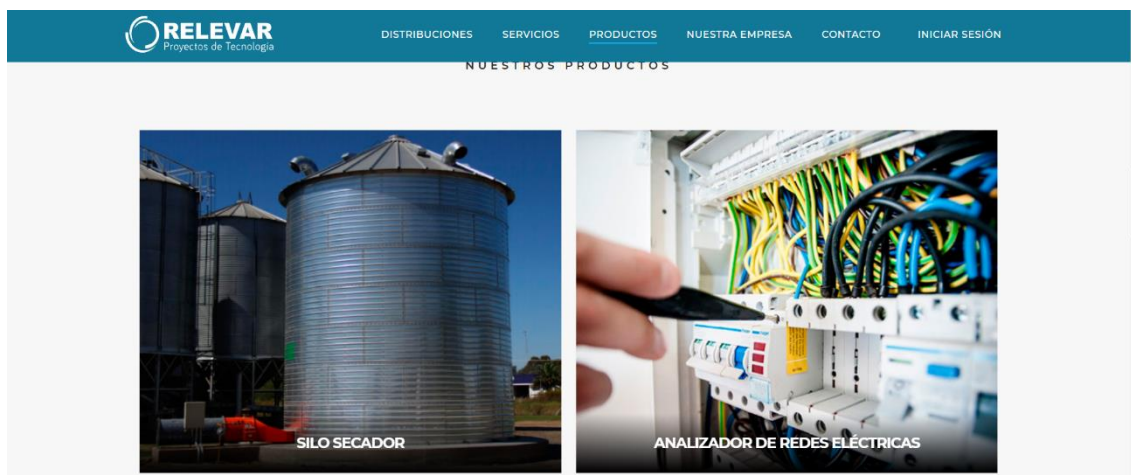 RELEVAR
Proyectos de Tecnología
DISTRIBUCIONES SERVICIOS PRODUCTOS NUESTRA EMPRESA CONTACTO INICIAR SESIÓN
NUESTROS PRODUCTOS
SILO SECADOR
ANALIZADOR DE REDES ELÉCTRICAS